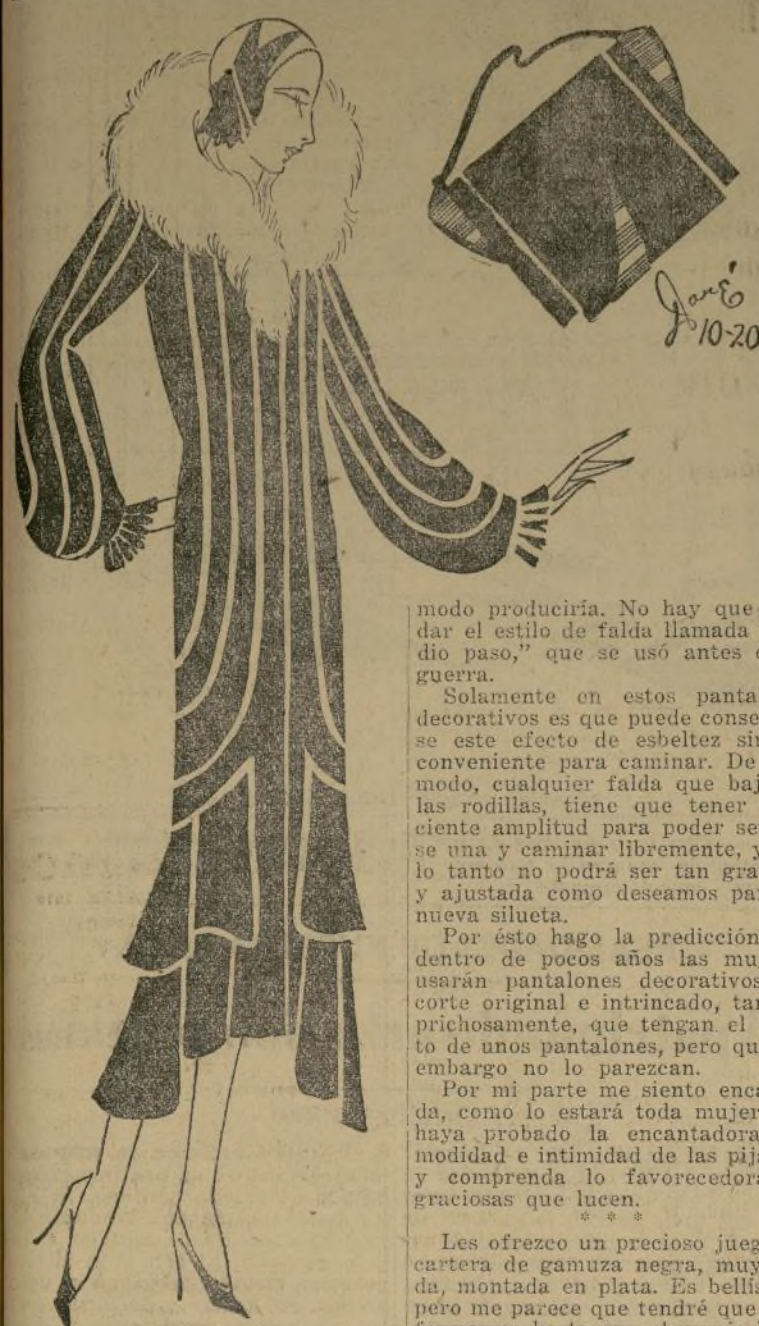 10-20
modo produciría. No hay que
dar el estilo de falda llamada
dio paso,” que se usó antes
guerra.
Solamente en estos panta
decorativos es que puede conse
se este efecto de esbeltez sin
conveniente para caminar. De
modo, cualquier falda que baj
las rodillas, tiene que tener
ciente amplitud para poder se
se una y caminar libremente, y
lo tanto no podrá ser tan gra
y ajustada como deseamos pa
nueva silueta.
Por ésto hago la predicción
dentro de pocos años las mu
usarán pantalones decorativos
corte original e intrincado, ta
prichosamente, que tengan el
to de unos pantalones, pero qu
embargo no lo parezcan.
Por mi parte me siento enca
da, como lo estará toda mujer
haya probado la encantadora
modidad e intimidad de las pij
y comprenda lo favorecedor
graciosas que lucen.
* * *
Les ofrezco un precioso jueg
cartera de gamuza negra, muy
da, montada en plata. Es bellís
pero me parece que tendré que